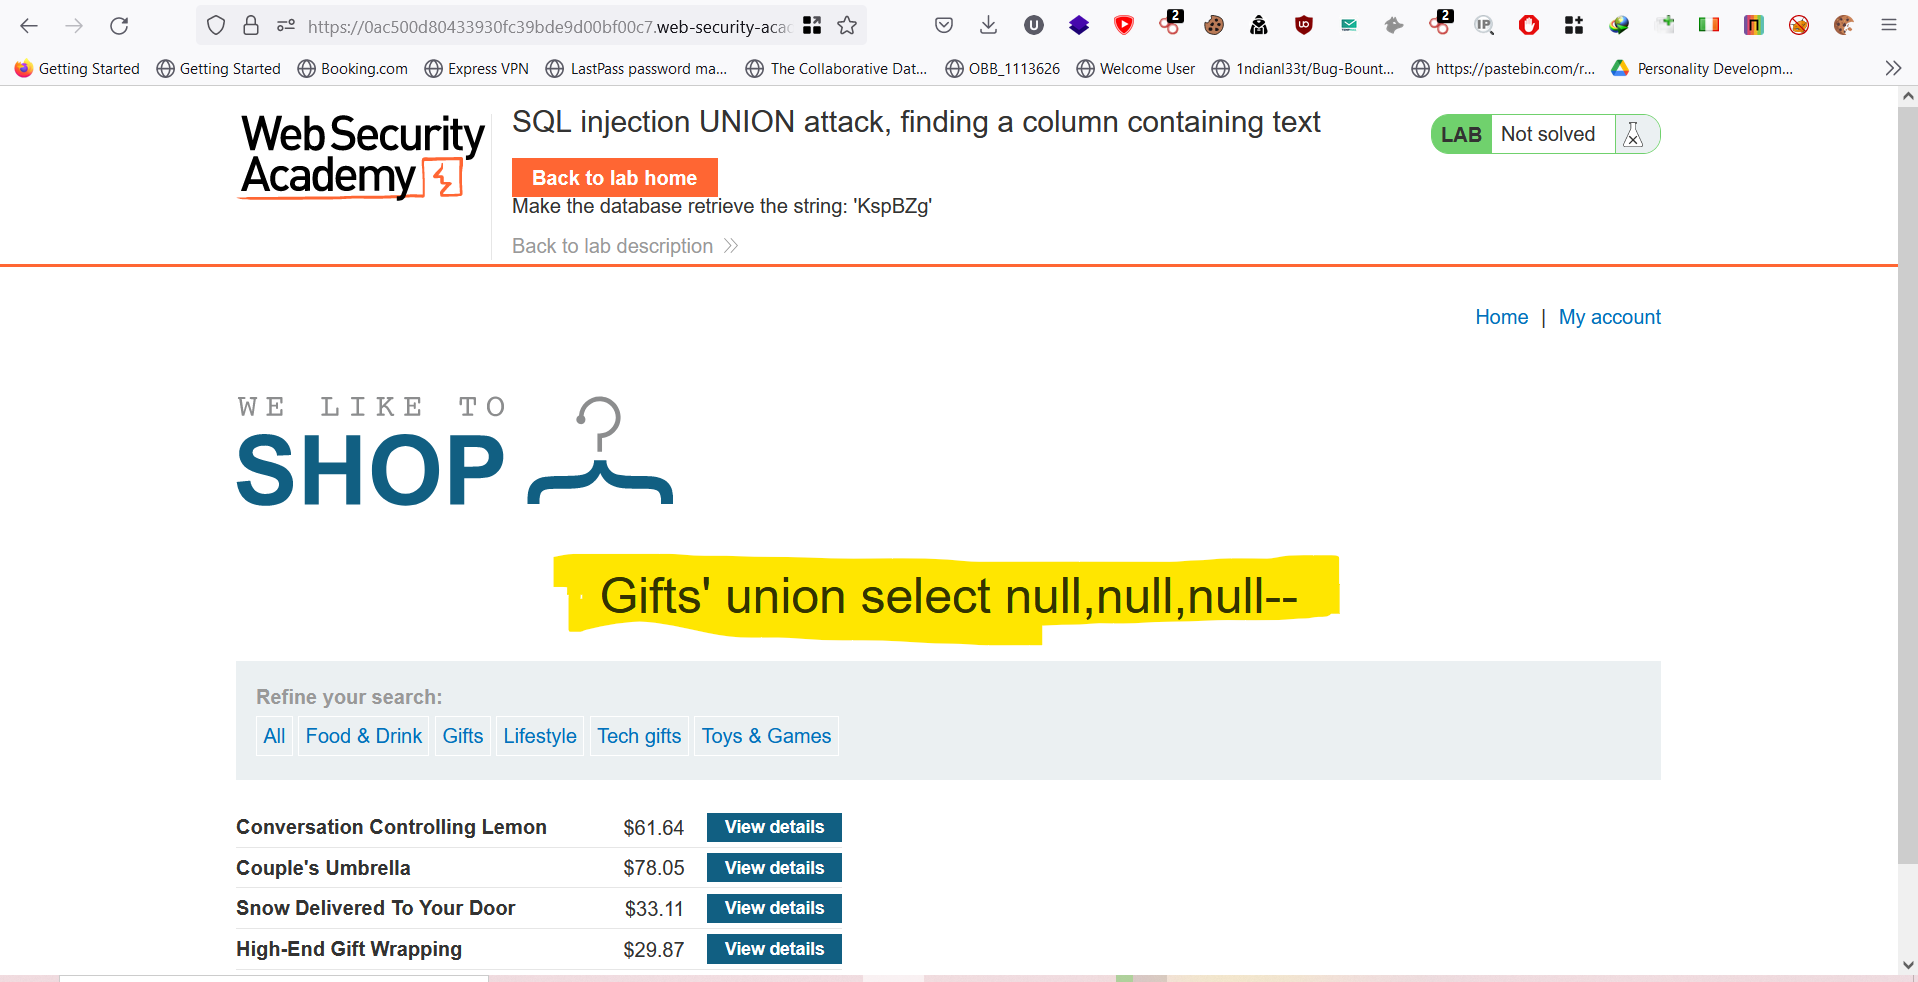 https://0ac500d80433930fc39bde9d00bf00c7.web-security-aca
U 2 UO 2 IP
Getting Started Getting Started Booking.com Express VPN LastPass password ma... The Collaborative Dat... OBB_1113626 Welcome User 1ndianl33t/Bug-Bount... https://pastebin.com/r... Personality Developm...
Web Security
Academy
SQL injection UNION attack, finding a column containing text
LAB Not solved
Back to lab home
Make the database retrieve the string: 'KspBZg'
Back to lab description
Home | My account
WE LIKE TO
SHOP
Gifts' union select null,null,null--
Refine your search:
All Food & Drink Gifts Lifestyle Tech gifts Toys & Games
Conversation Controlling Lemon $61.64 View details
Couple's Umbrella $78.05 View details
Snow Delivered To Your Door $33.11 View details
High-End Gift Wrapping $29.87 View details